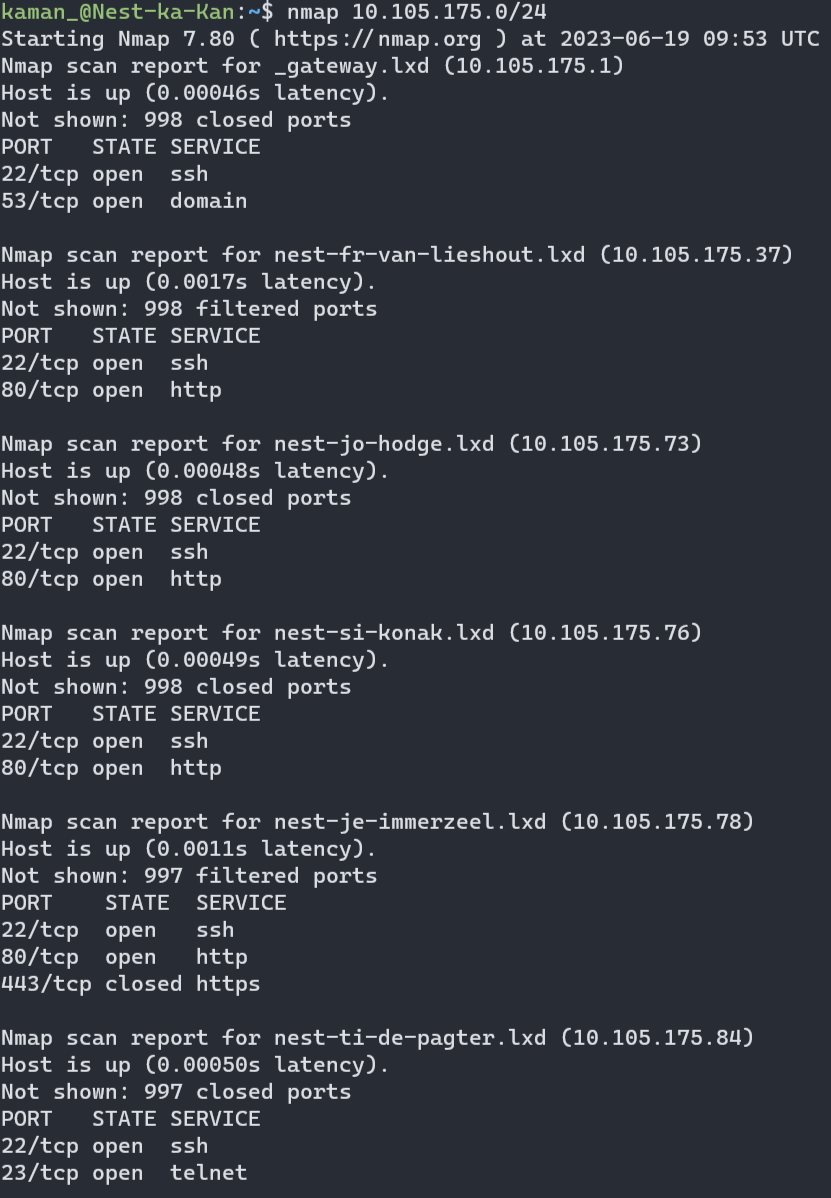 kaman_@Nest-ka-Kan:~$ nmap 10.105.175.0/24
Starting Nmap 7.80 ( https://nmap.org ) at 2023-06-19 09:53 UTC
Nmap scan report for _gateway.lxd (10.105.175.1)
Host is up (0.00046s latency).
Not shown: 998 closed ports
PORT   STATE SERVICE
22/tcp open  ssh
53/tcp open  domain

Nmap scan report for nest-fr-van-lieshout.lxd (10.105.175.37)
Host is up (0.0017s latency).
Not shown: 998 filtered ports
PORT   STATE SERVICE
22/tcp open  ssh
80/tcp open  http

Nmap scan report for nest-jo-hodge.lxd (10.105.175.73)
Host is up (0.00048s latency).
Not shown: 998 closed ports
PORT   STATE SERVICE
22/tcp open  ssh
80/tcp open  http

Nmap scan report for nest-si-konak.lxd (10.105.175.76)
Host is up (0.00049s latency).
Not shown: 998 closed ports
PORT   STATE SERVICE
22/tcp open  ssh
80/tcp open  http

Nmap scan report for nest-je-immerzeel.lxd (10.105.175.78)
Host is up (0.0011s latency).
Not shown: 997 filtered ports
PORT    STATE  SERVICE
22/tcp  open   ssh
80/tcp  open   http
443/tcp closed https

Nmap scan report for nest-ti-de-pagter.lxd (10.105.175.84)
Host is up (0.00050s latency).
Not shown: 997 closed ports
PORT   STATE SERVICE
22/tcp open  ssh
23/tcp open  telnet